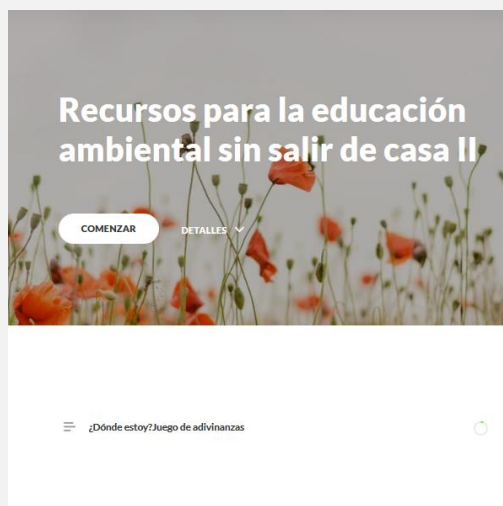 Recursos para la educación
ambiental sin salir de casa II
COMENZAR
DETALLES
¿Dónde estoy?Juego de adivinanzas